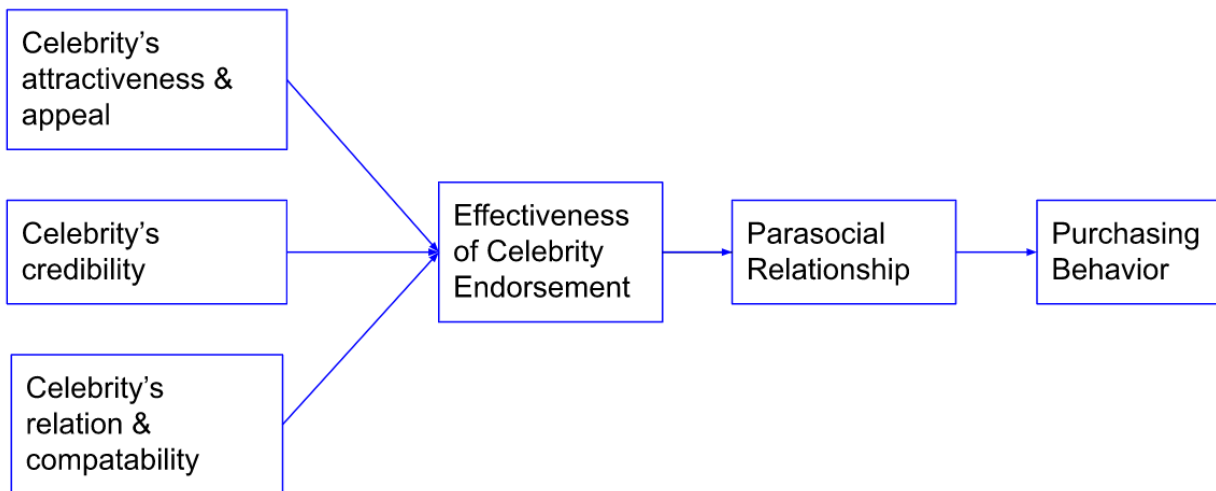 Celebrity’s
attractiveness &
appeal
Celebrity’s
credibility
Celebrity’s
relation &
compatability
Effectiveness
of Celebrity
Endorsement
Parasocial
Relationship
Purchasing
Behavior